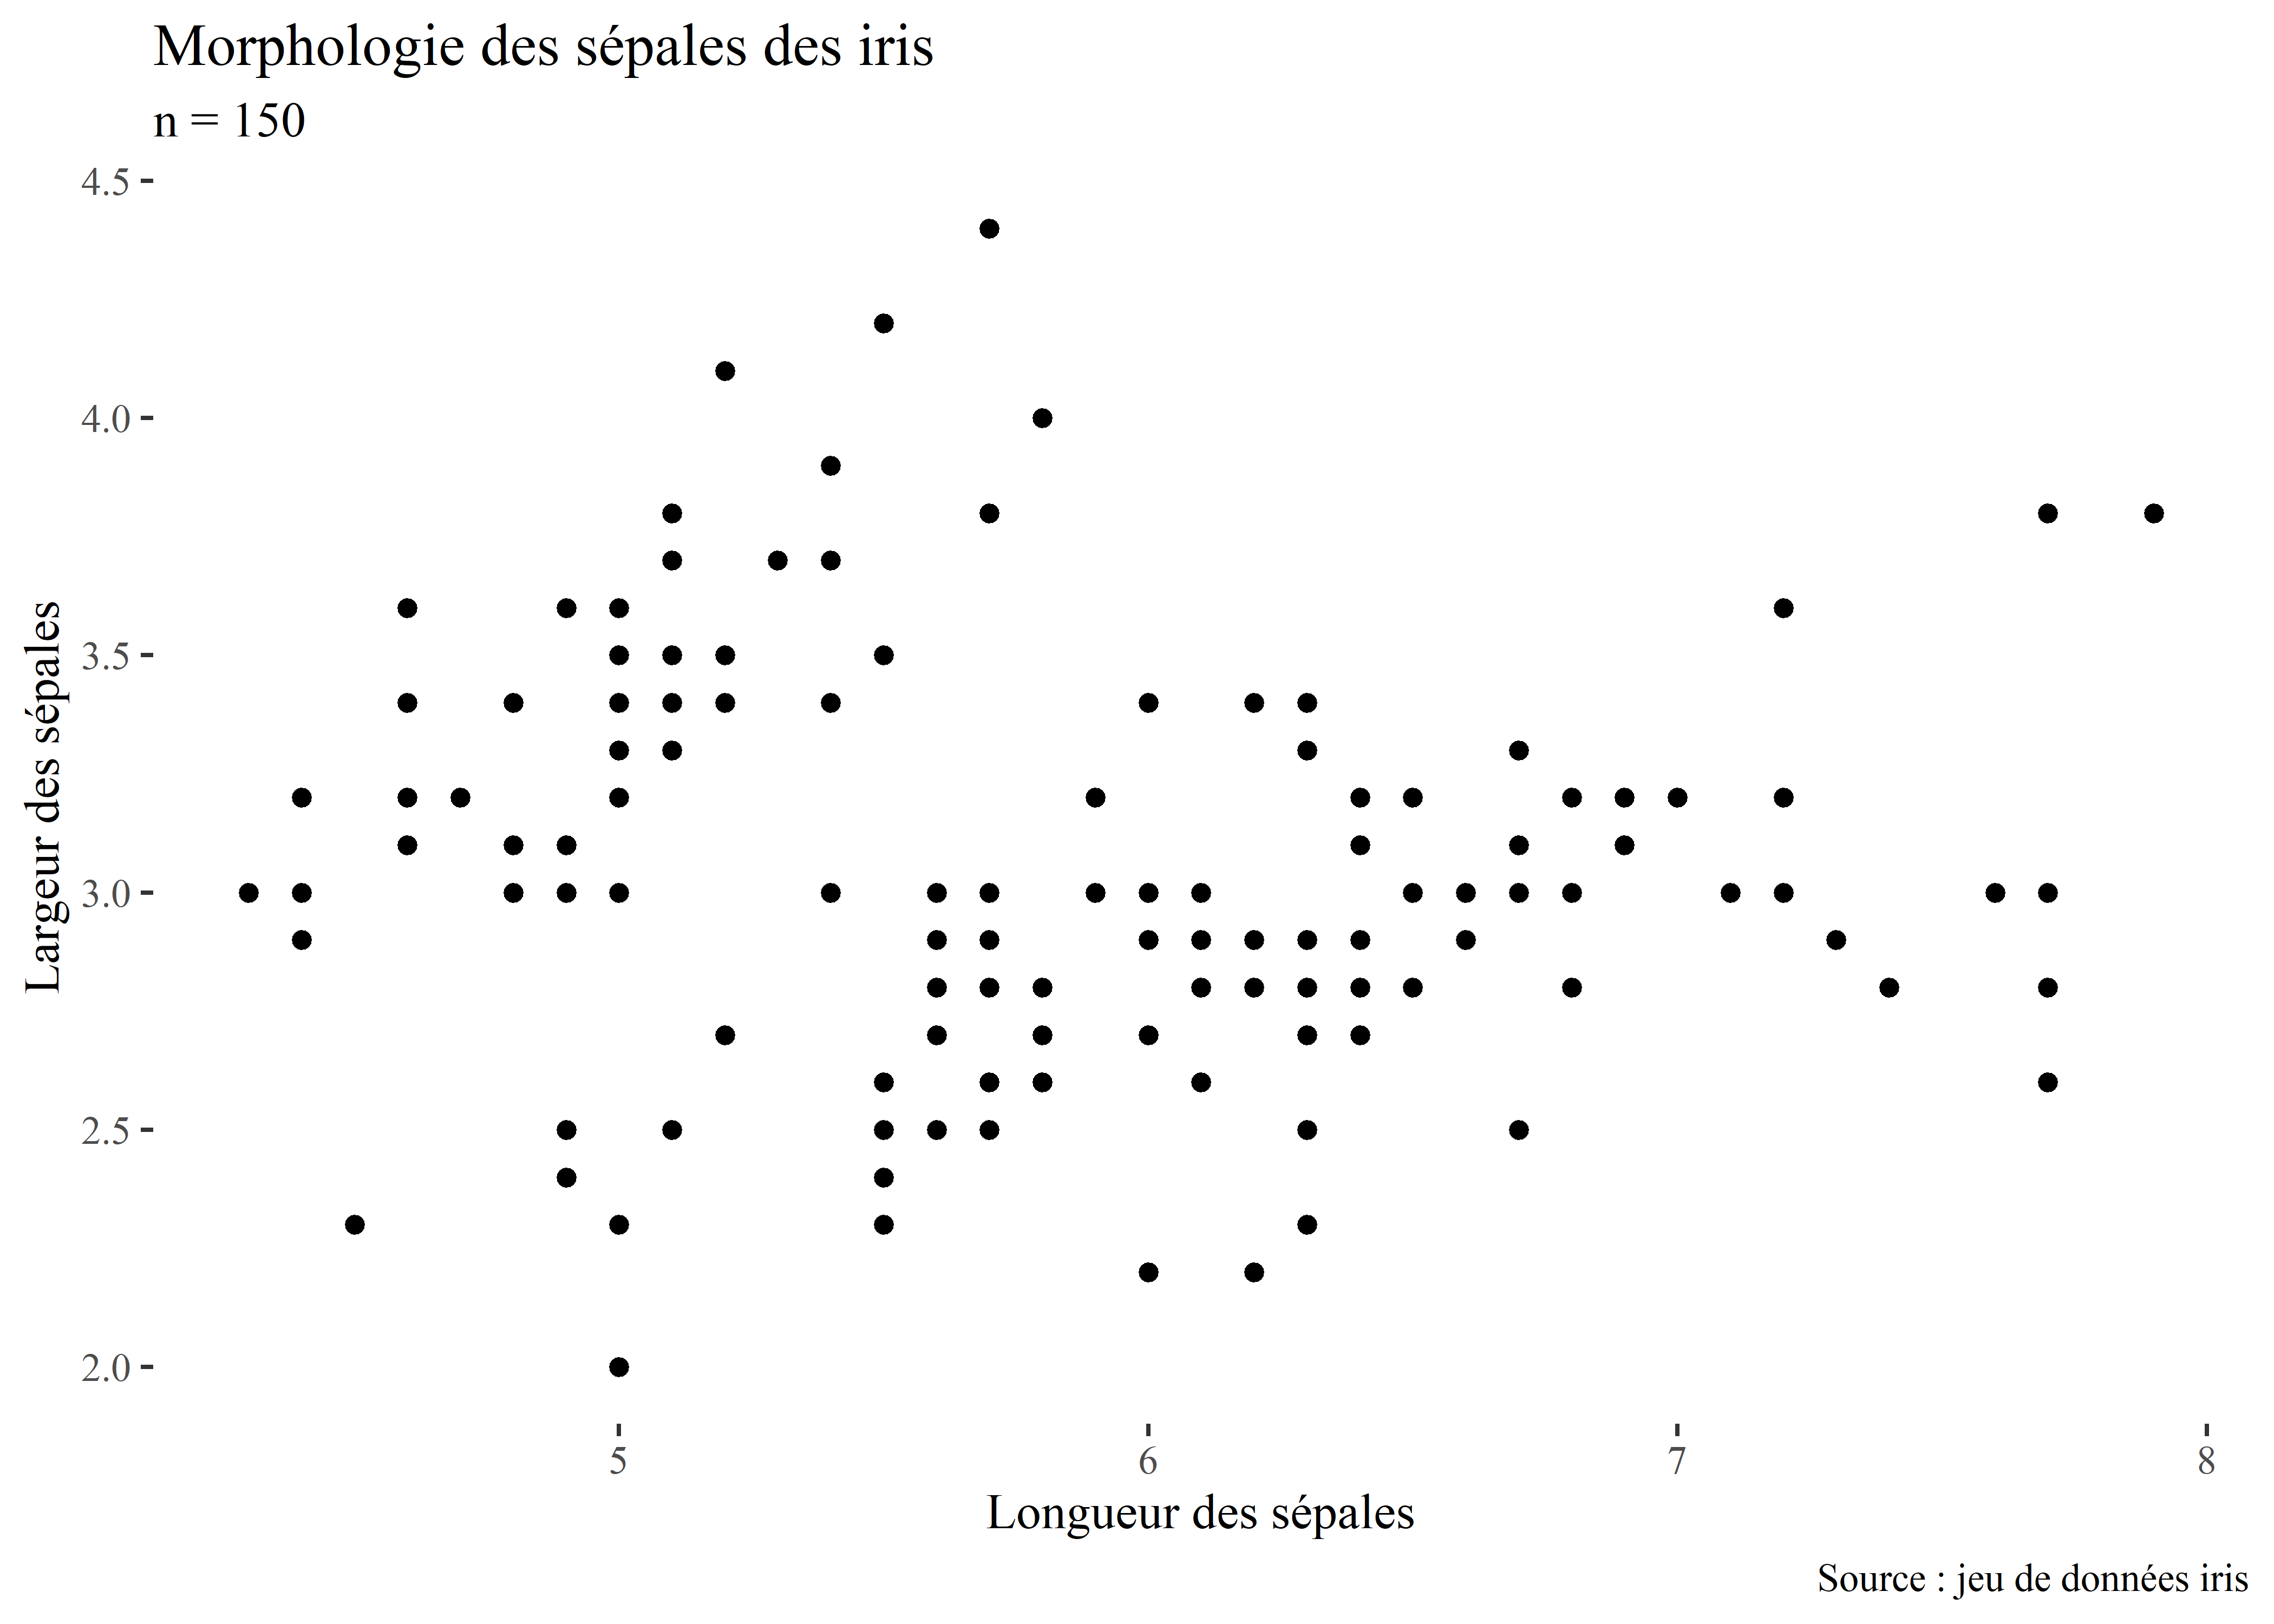 Morphologie des sépales des iris
n = 150
Largeur des sépales
4.5
4.0
3.5
3.0
2.5
2.0
5
6
7
8
Longueur des sépales
Source : jeu de données iris